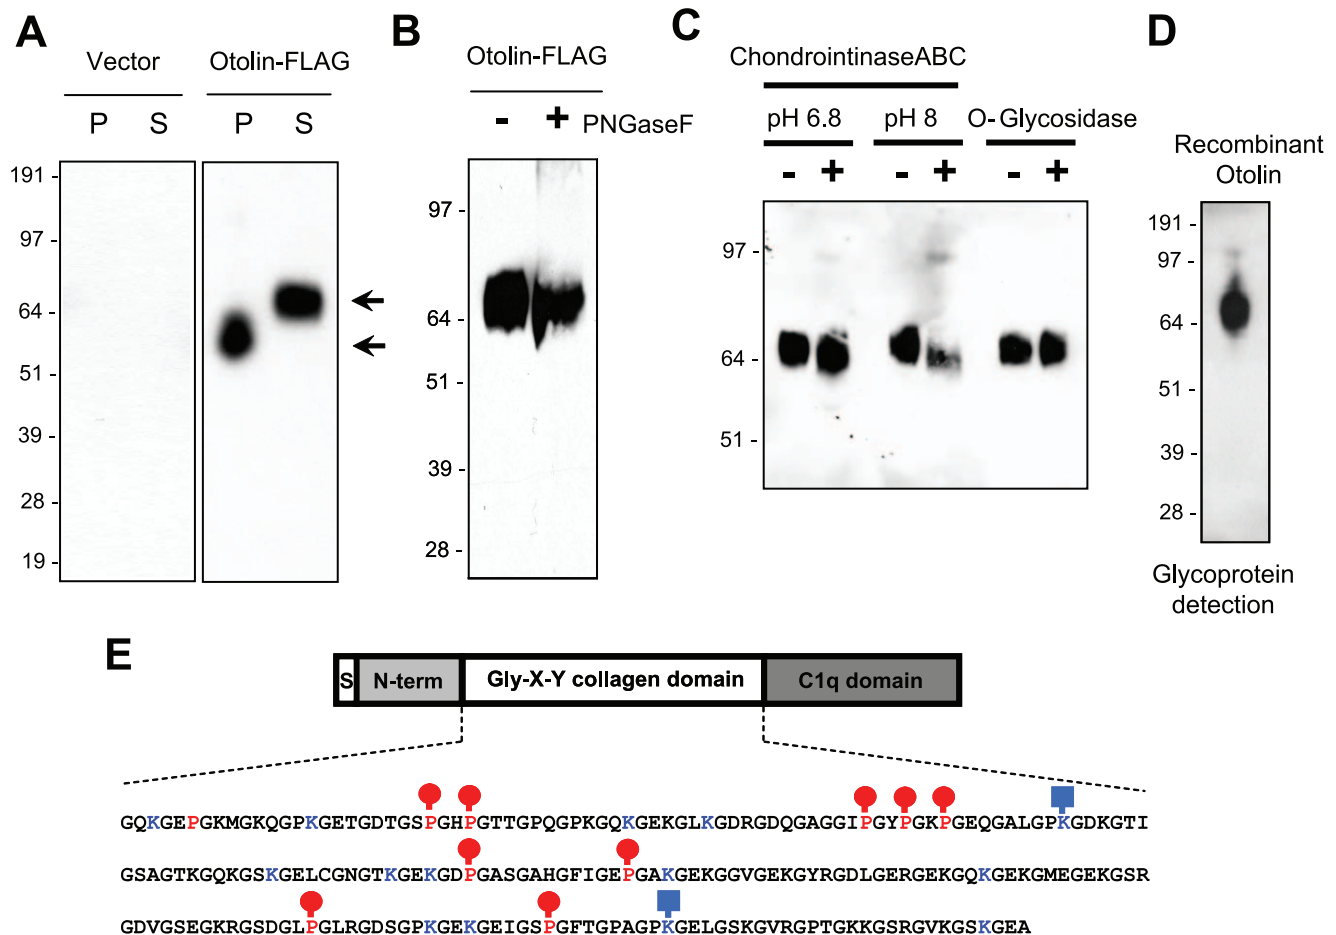 A
Vector
Otolin-FLAG
P S P S
191 -
97 -
64 -
51 -
39 -
28 -
19 -
B
Otolin-FLAG
- + PNGaseF
97 -
64 -
51 -
39 -
28 -
C
ChondrointinaseABC
pH 6.8 pH 8 O-Glycosidase
- + - + - +
97 -
64 -
51 -
D
Recombinant
Otolin
191 -
97 -
64 -
51 -
39 -
28 -
Glycoprotein
detection
E
S N-term Gly-X-Y collagen domain C1q domain
GQKGEPGKMGKQGPKGETGDTGSPGHPGTTGPQGPKGQKGEKGLKGDRGDQGAGGIPGYPGKPGEQGALGPKGDKGTI
GSAGTKGQKGSKGELCGNGTKGEKGDPGASGAHGFIGEPGAKGEKGGVGEKGYRGDLGERGEKGQKGEKGMEGEKGSR
GDVGSEGKRGSDGLPGLRGDSGPKGEKGEIGSPGFTGPAGPKGELGSKGVRGPTGKKGSRGVKGSKGEA